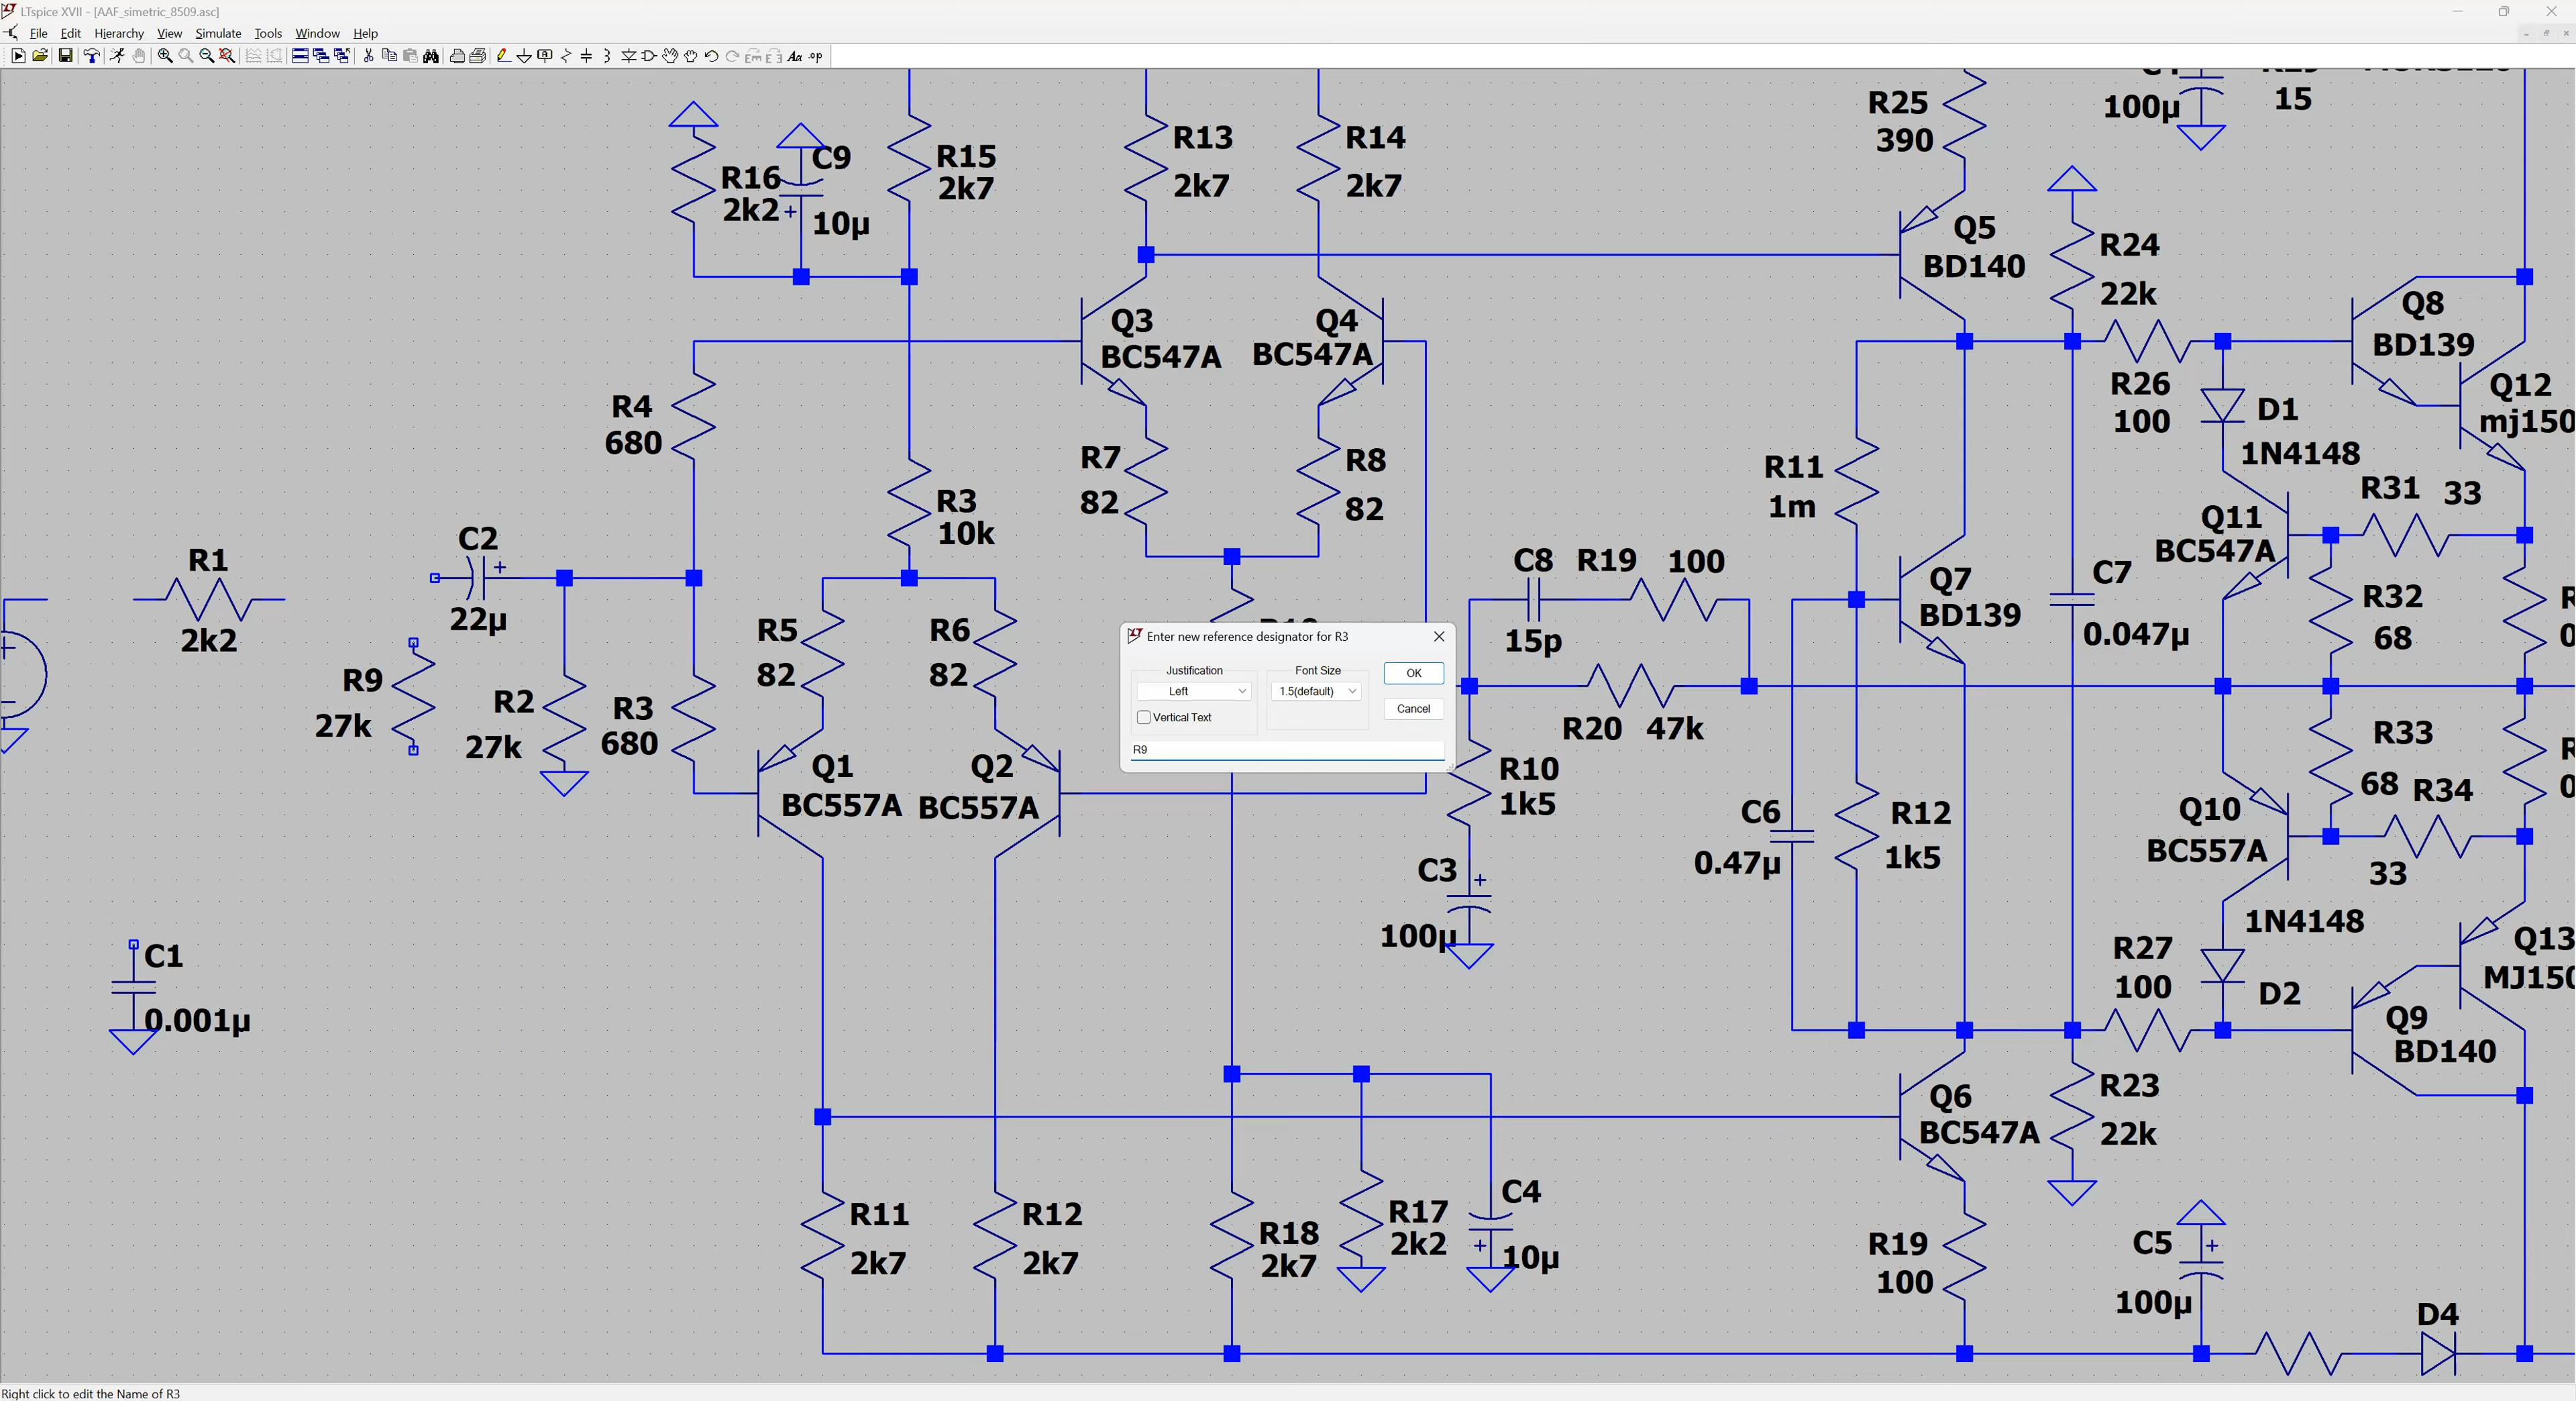 LTspice XVII - [AAF_simetric_8509.asc]
File Edit Hierarchy View Simulate Tools Window Help
Aa .op
R25
390
100µ
15
R16
2k2
C9
+
10µ
R15
2k7
R13
2k7
R14
2k7
Q5
BD140
R24
22k
Q3
BC547A
Q4
BC547A
Q8
BD139
R26
100
D1
1N4148
Q12
mj150
R4
680
R7
82
R8
82
R11
1m
R31 33
Q11
BC547A
R3
10k
C2
+
22µ
R1
2k2
C8 R19 100
15p
Q7
BD139
C7
0.047µ
R32
68
R5
82
R6
82
R9
27k
R2
27k
R3
680
Enter new reference designator for R3
Justification
Left
Vertical Text
Font Size
1.5(default)
OK
Cancel
R9
R20 47k
R33
68
R34
33
Q1
BC557A
Q2
BC557A
R10
1k5
C6
0.47µ
R12
1k5
Q10
BC557A
C3
+
100µ
1N4148
D2
R27
100
Q13
MJ150
Q9
BD140
C1
0.001µ
Q6
BC547A
R23
22k
R11
2k7
R12
2k7
R18
2k7
R17
2k2
C4
+
10µ
R19
100
C5
+
100µ
D4
Right click to edit the Name of R3